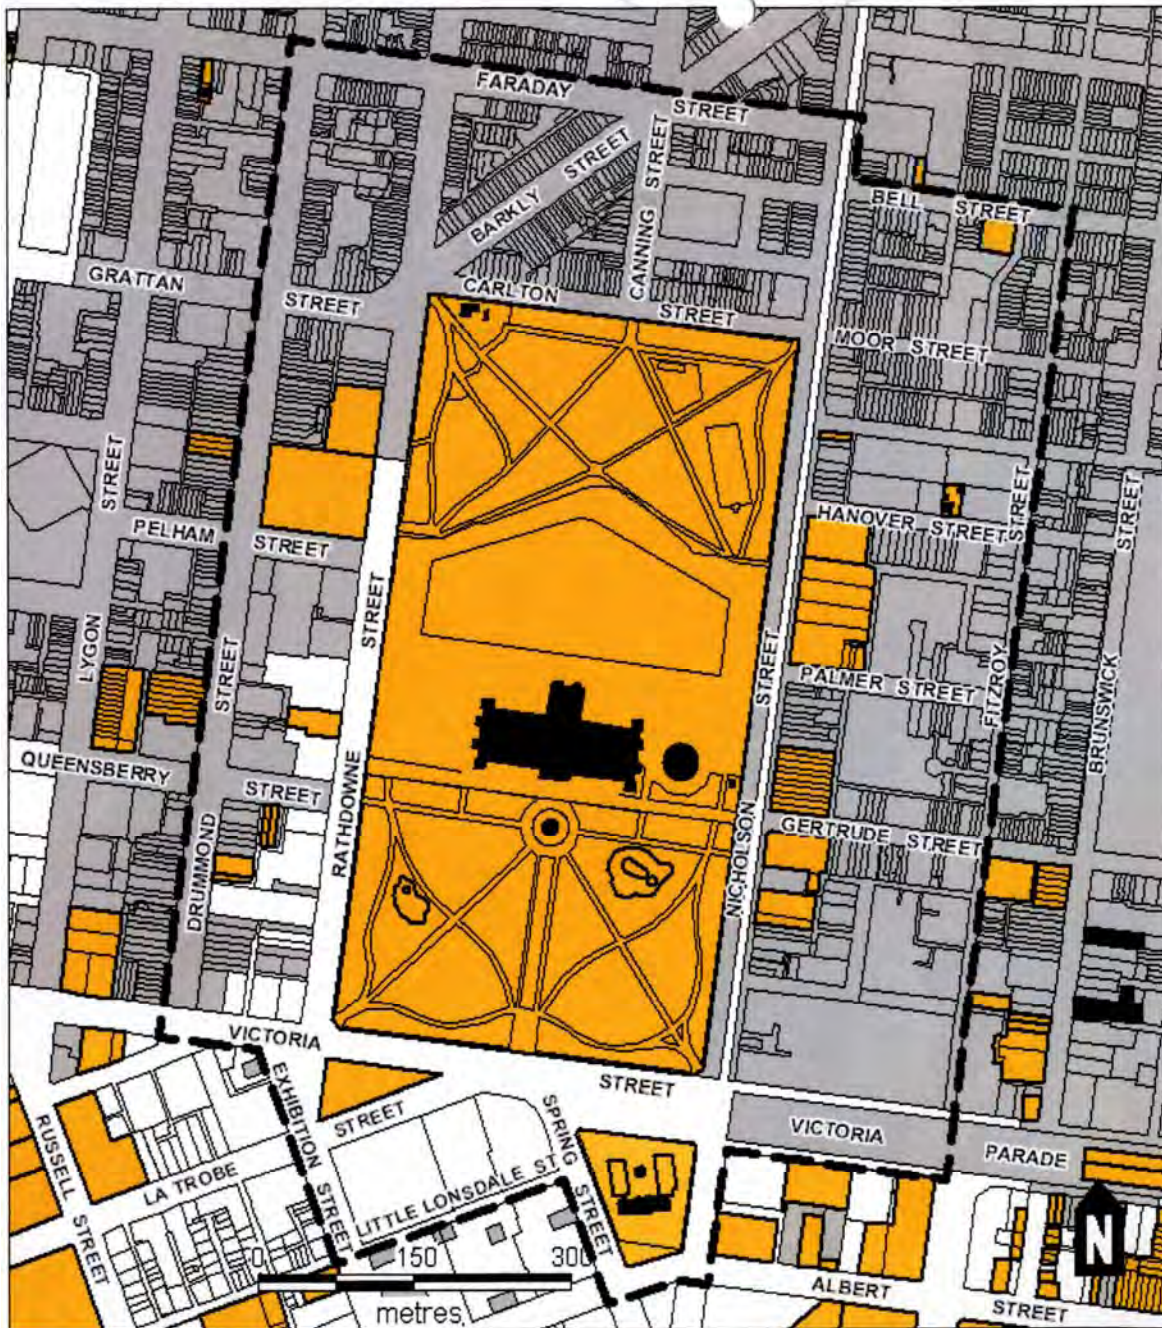 FARADAY STREET
BARKLY STREET
CANNING STREET
BELL STREET
GRATTAN STREET
CARLTON STREET
MOOR STREET
LYGON STREET
PELHAM STREET
HANOVER STREET
RATHDOWNE STREET
NICHOLSON STREET
PALMER STREET
FITZROY STREET
BRUNSWICK STREET
QUEENSBERRY STREET
DRUMMOND STREET
GERTRUDE STREET
VICTORIA STREET
EXHIBITION STREET
SPRING STREET
VICTORIA PARADE
RUSSELL STREET
LA TROBE STREET
LITTLE LONSDALE ST
ALBERT STREET
0 150 300
metres
N